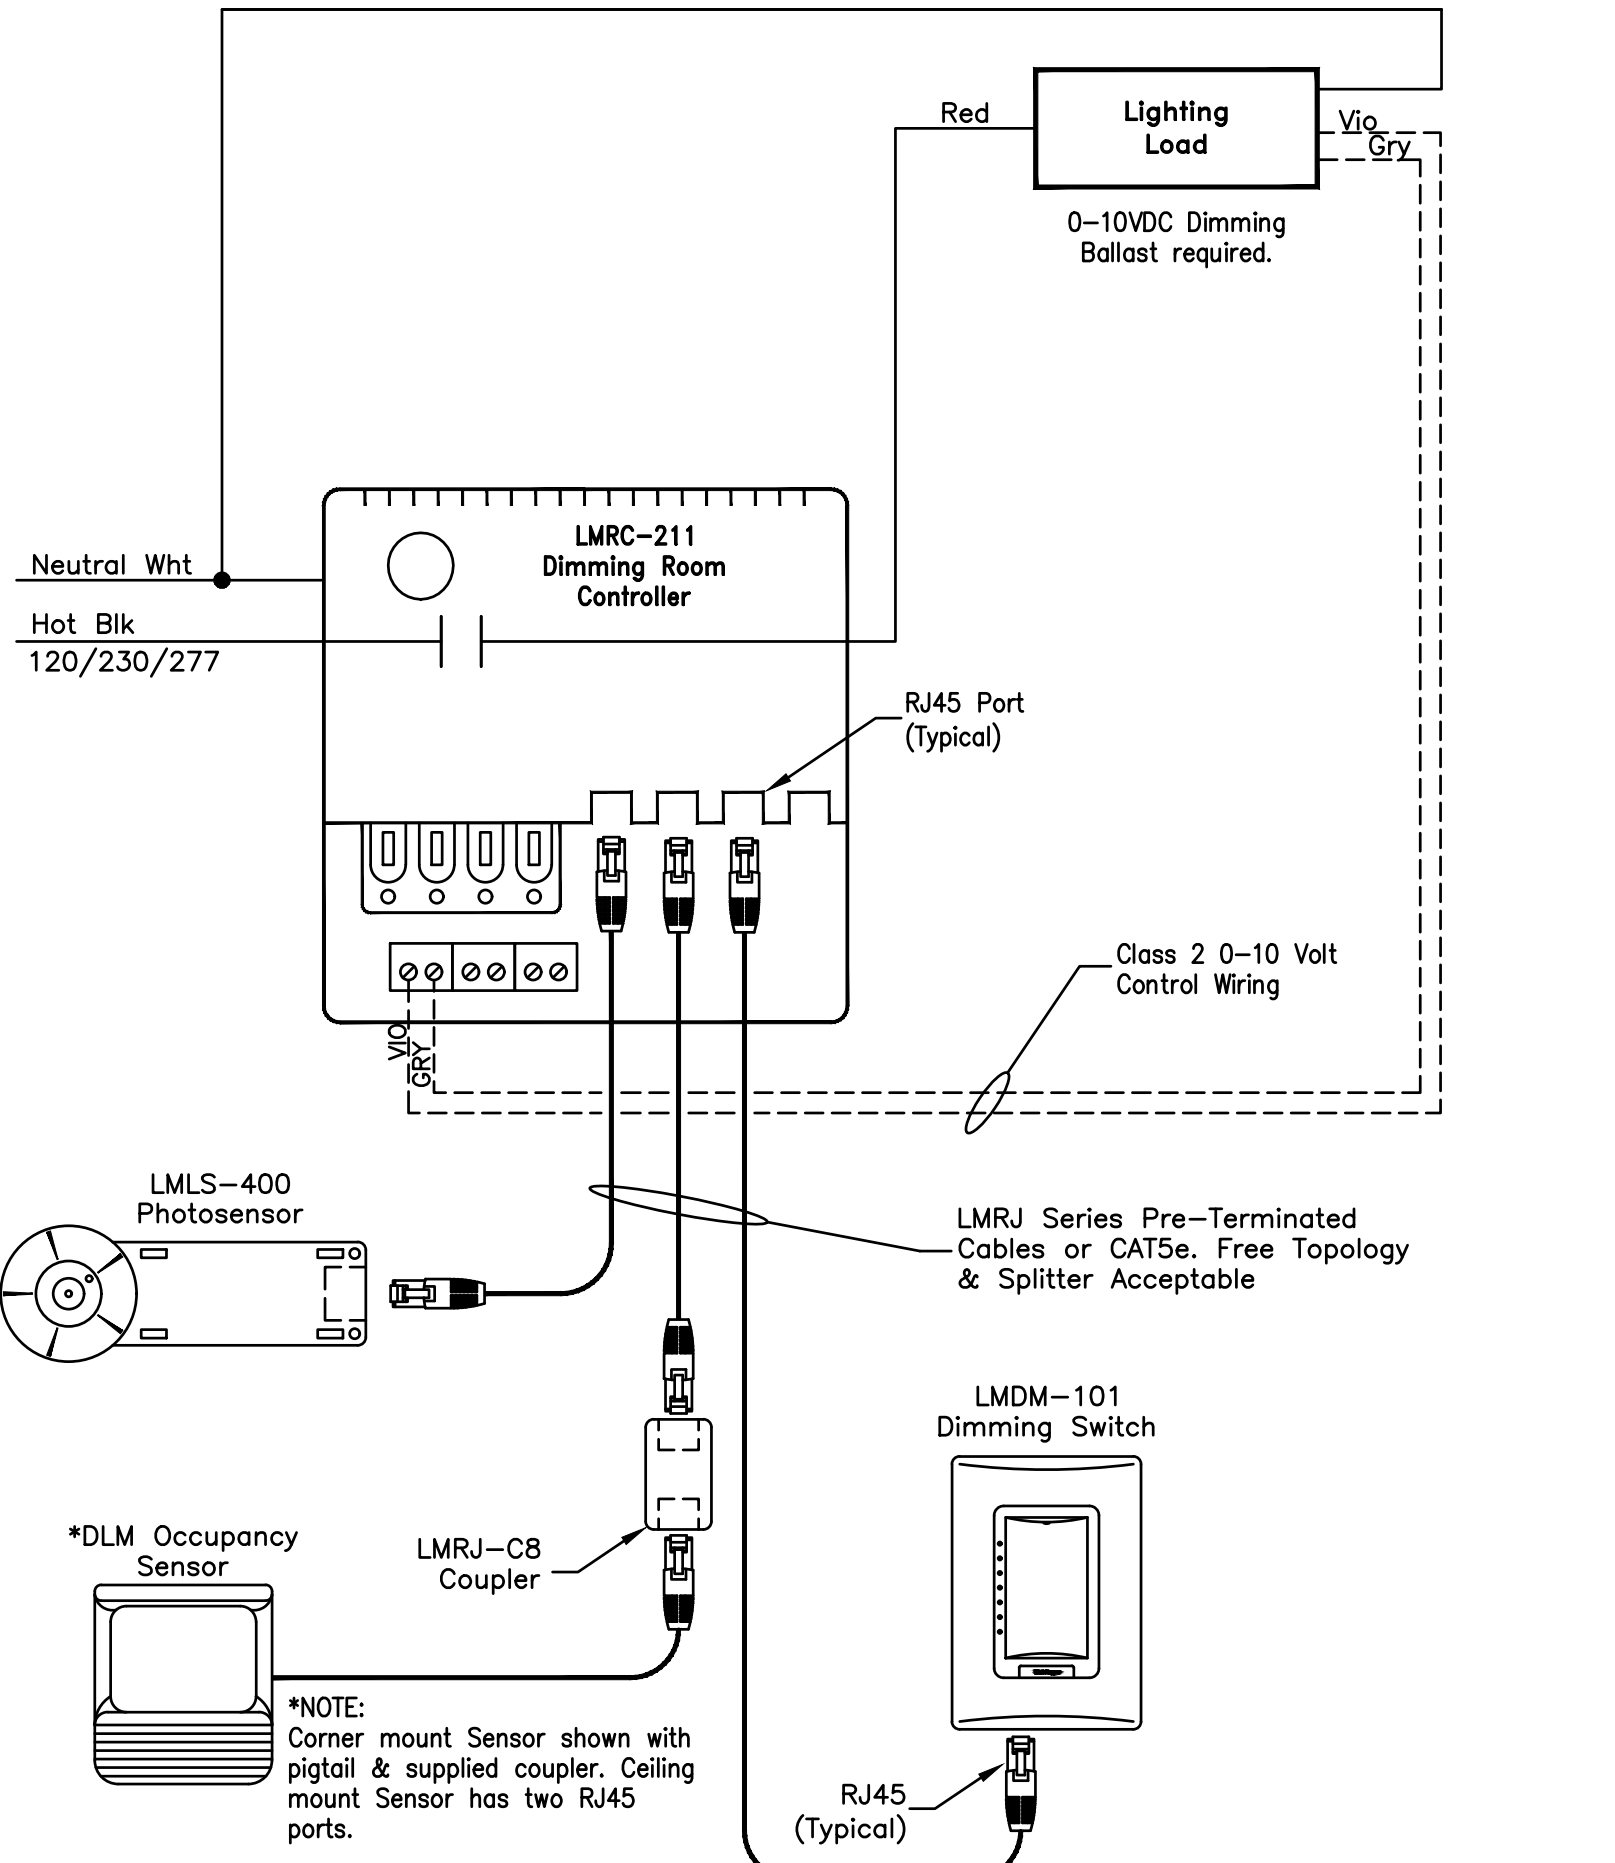 Red
Lighting
Load
Vio
Gry
0-10VDC Dimming
Ballast required.
LMRC-211
Dimming Room
Controller
Neutral Wht
Hot Blk
120/230/277
RJ45 Port
(Typical)
Class 2 0-10 Volt
Control Wiring
VIO
GRY
LMLS-400
Photosensor
LMRJ Series Pre-Terminated
Cables or CAT5e. Free Topology
& Splitter Acceptable
LMDM-101
Dimming Switch
*DLM Occupancy
Sensor
LMRJ-C8
Coupler
*NOTE:
Corner mount Sensor shown with
pigtail & supplied coupler. Ceiling
mount Sensor has two RJ45
ports.
RJ45
(Typical)